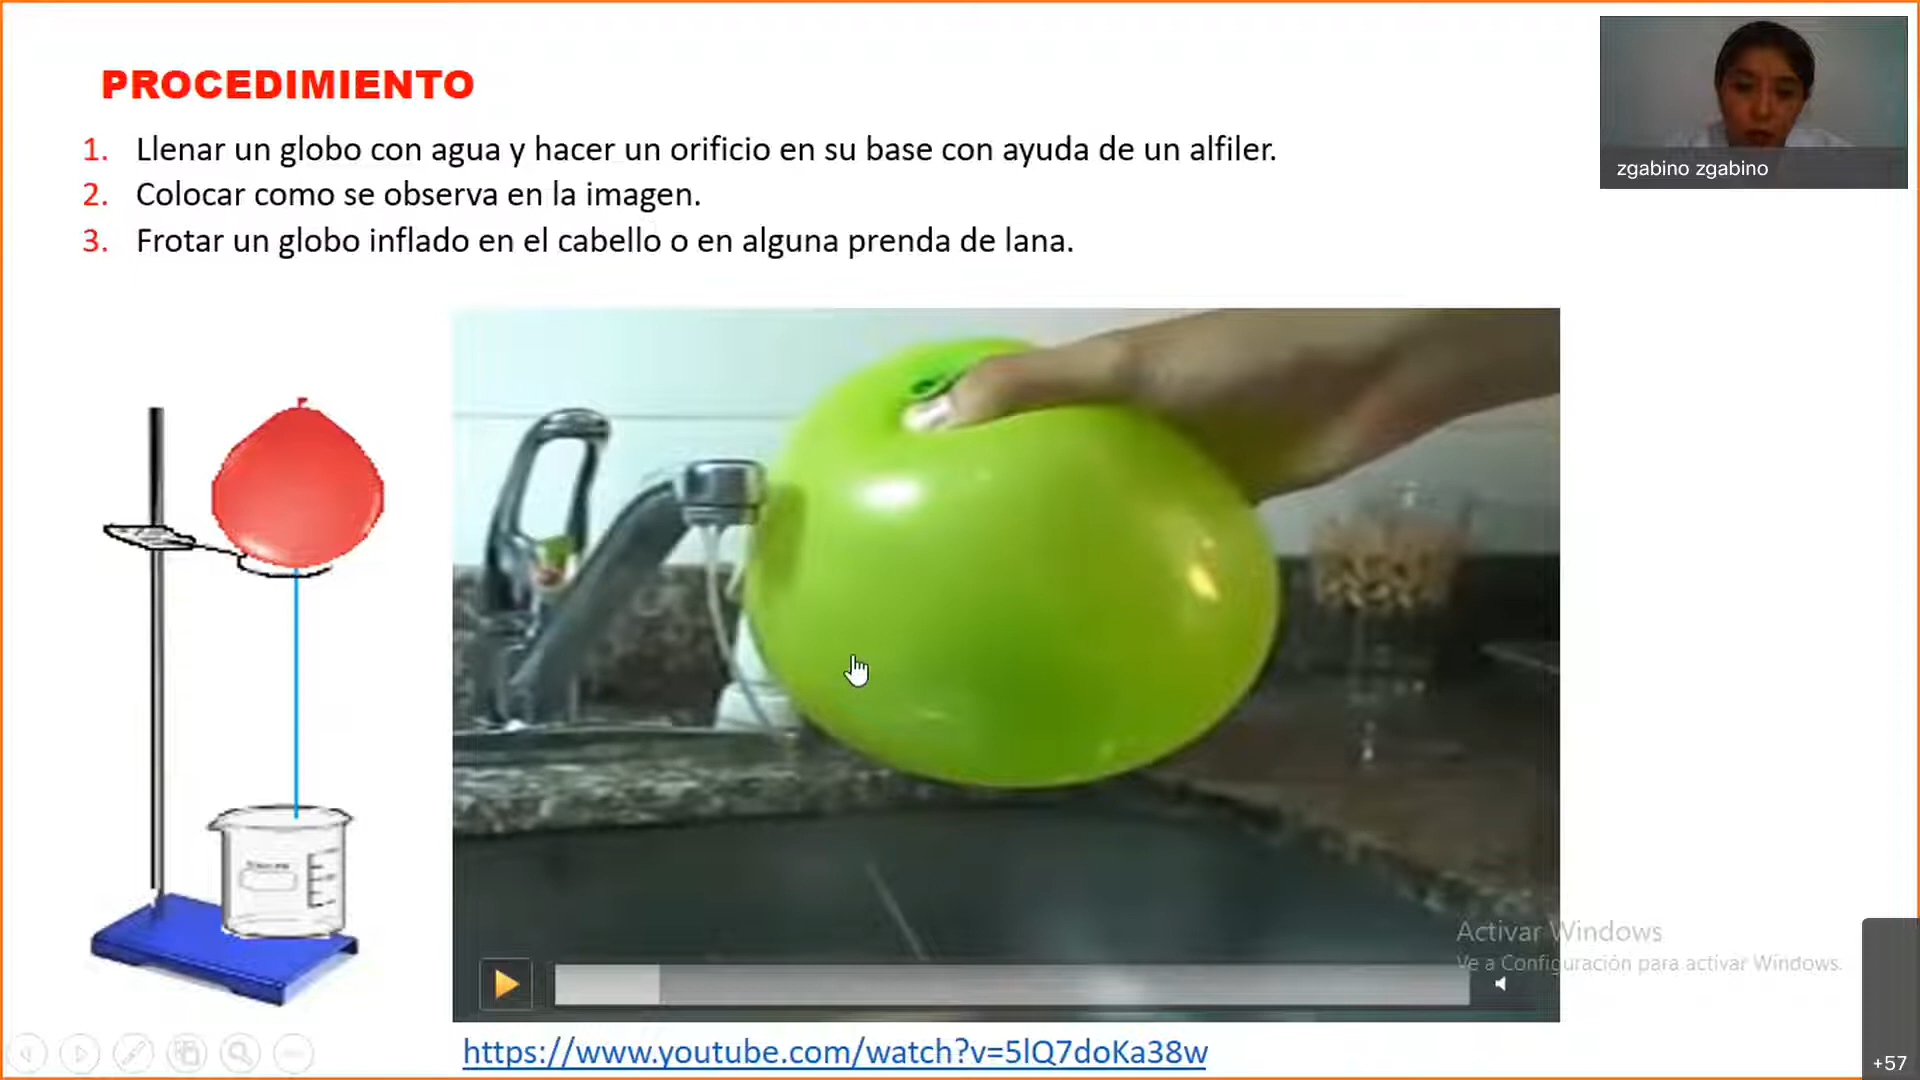 PROCEDIMIENTO
1. Llenar un globo con agua y hacer un orificio en su base con ayuda de un alfiler.
2. Colocar como se observa en la imagen.
3. Frotar un globo inflado en el cabello o en alguna prenda de lana.
zgabino zgabino
Activar Windows
Ve a Configuración para activar Windows.
https://www.youtube.com/watch?v=5lQ7doKa38w
+57